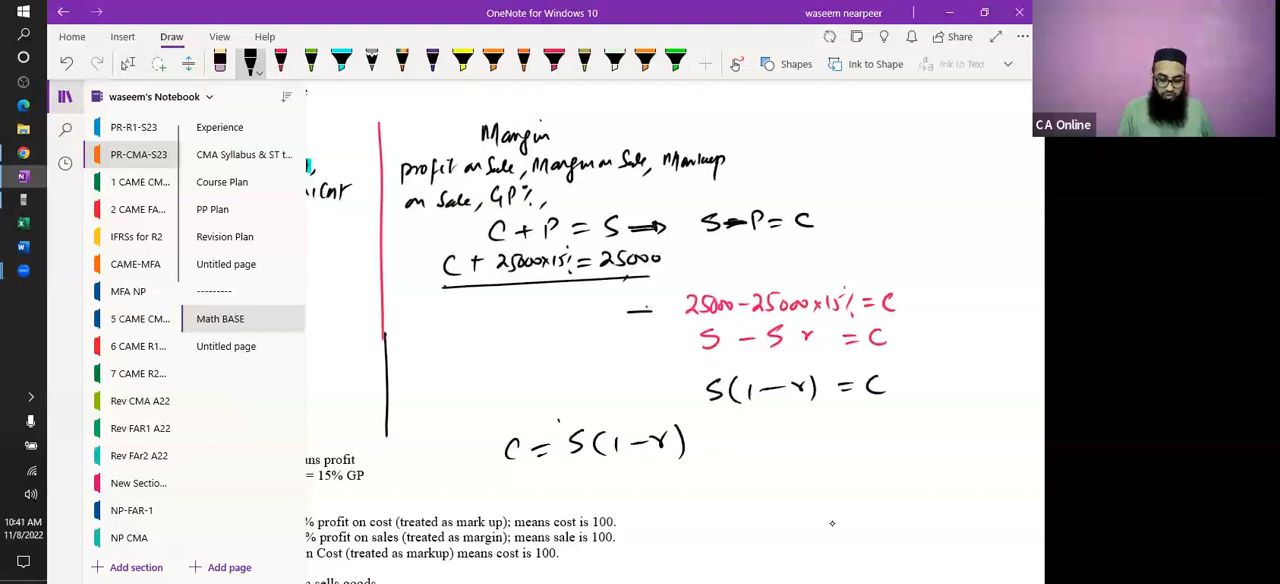 OneNote for Windows 10
waseem nearpeer
Home Insert Draw View Help
Share
Shapes
Ink to Shape
Ink to Text
waseem's Notebook
PR-R1-S23
PR-CMA-S23
1 CAME CM...
2 CAME FA...
IFRSs for R2
CAME-MFA
MFA NP
5 CAME CM...
6 CAME R1...
7 CAME R2...
Rev CMA A22
Rev FAR1 A22
Rev FAr2 A22
New Sectio...
NP-FAR-1
NP CMA
Add section
Experience
CMA Syllabus & ST t...
Course Plan
PP Plan
Revision Plan
Untitled page
---------
Math BASE
Untitled page
Add page
Margin
profit on Sale, Margin on Sale, Markup
on Sale, GP%,
C + P = S ⟹ S - P = C
C + 25000x15% = 25000
25000 - 25000x15% = C
S - S r = C
S(1-r) = C
C = S(1-r)
ans profit
= 15% GP
% profit on cost (treated as mark up); means cost is 100.
% profit on sales (treated as margin); means sale is 100.
n Cost (treated as markup) means cost is 100.
CA Online
10:41 AM
11/8/2022